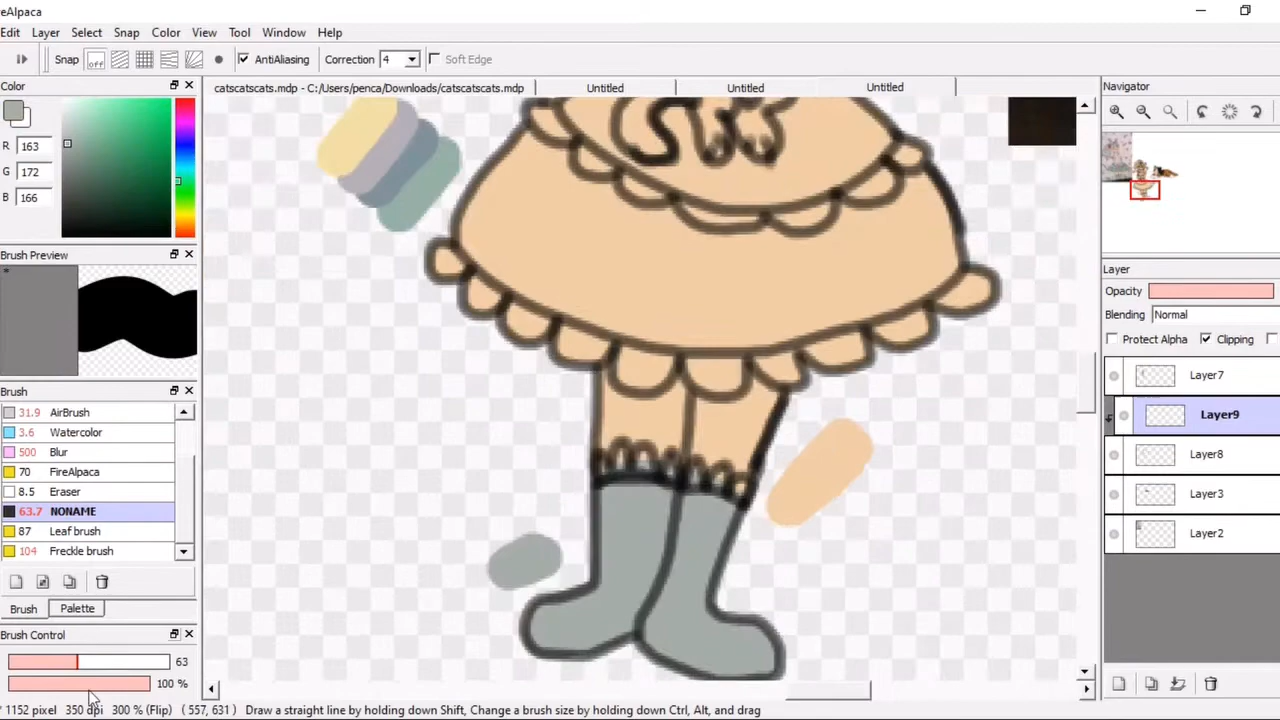 eAlpaca
Edit Layer Select Snap Color View Tool Window Help
Snap off AntiAliasing Correction 4 Soft Edge
Color
catscatscats.mdp - C:/Users/penca/Downloads/catscatscats.mdp Untitled Untitled Untitled
Navigator
R 163
G 172
B 166
Brush Preview
*
Layer
Opacity
Blending Normal
Protect Alpha Clipping
Layer7
Layer9
Layer8
Layer3
Layer2
Brush
31.9 AirBrush
3.6 Watercolor
500 Blur
70 FireAlpaca
8.5 Eraser
63.7 NONAME
87 Leaf brush
104 Freckle brush
Brush Palette
Brush Control
63
100 %
* 1152 pixel 350 dpi 300 % (Flip) ( 557, 631 ) Draw a straight line by holding down Shift, Change a brush size by holding down Ctrl, Alt, and drag